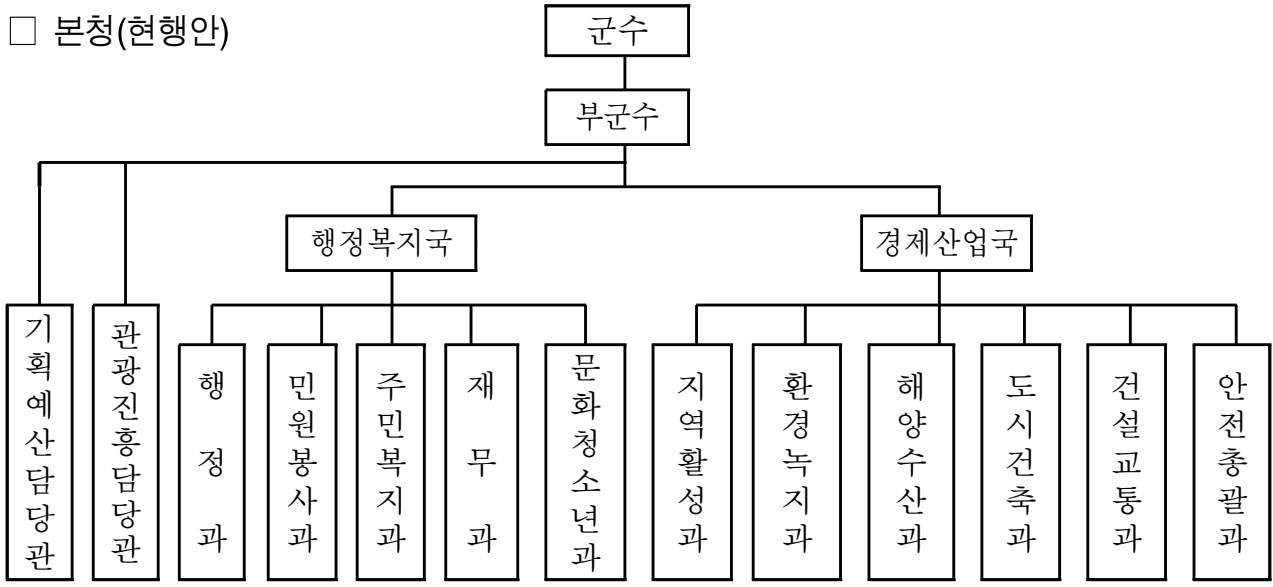 □ 본청(현행안)
군수
부군수
행정복지국
경제산업국
기획예산담당관
관광진흥담당관
행정과
민원봉사과
주민복지과
재무과
문화청소년과
지역활성과
환경녹지과
해양수산과
도시건축과
건설교통과
안전총괄과